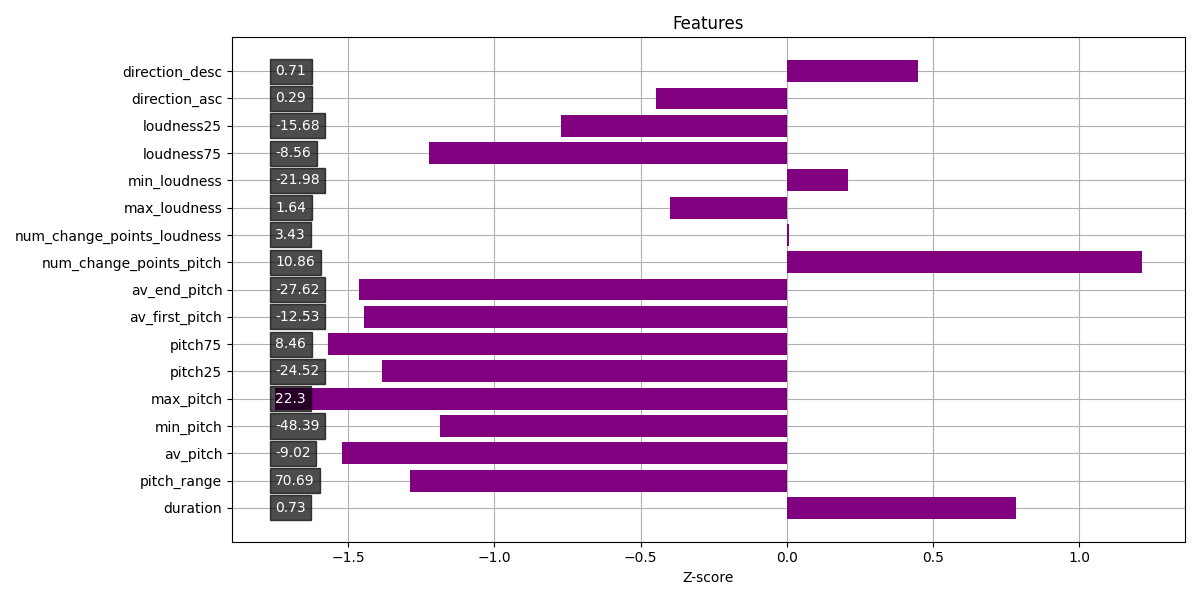 Features
direction_desc 0.71
direction_asc 0.29
loudness25 -15.68
loudness75 -8.56
min_loudness -21.98
max_loudness 1.64
num_change_points_loudness 3.43
num_change_points_pitch 10.86
av_end_pitch -27.62
av_first_pitch -12.53
pitch75 8.46
pitch25 -24.52
max_pitch 22.3
min_pitch -48.39
av_pitch -9.02
pitch_range 70.69
duration 0.73
−1.5 −1.0 −0.5 0.0 0.5 1.0
Z-score